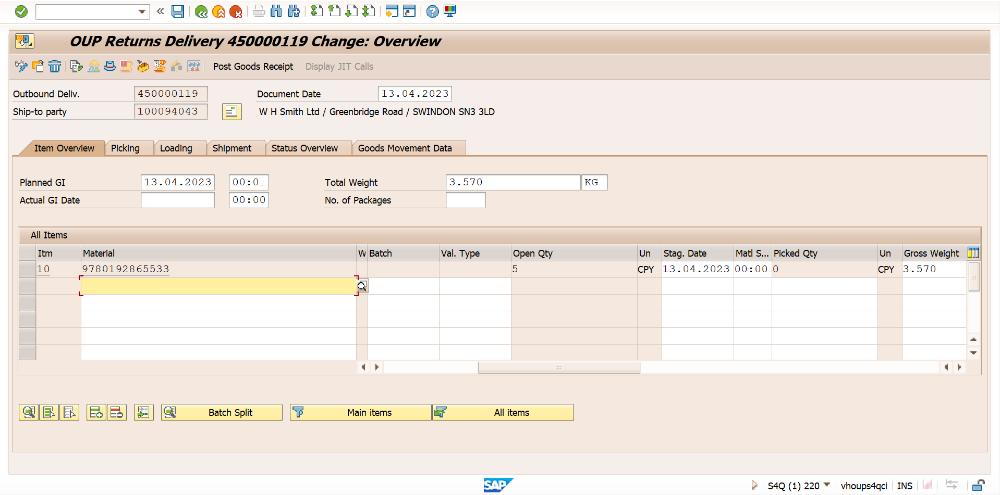 OUP Returns Delivery 450000119 Change: Overview
Post Goods Receipt Display JIT Calls
Outbound Deliv. 450000119 Document Date 13.04.2023
Ship-to party 100094043 W H Smith Ltd / Greenbridge Road / SWINDON SN3 3LD
Item Overview Picking Loading Shipment Status Overview Goods Movement Data
Planned GI 13.04.2023 00:0.. Total Weight 3.570 KG
Actual GI Date 00:00 No. of Packages
All Items
Itm Material W Batch Val. Type Open Qty Un Stag. Date Matl S... Picked Qty Un Gross Weight
10 9780192865533 5 CPY 13.04.2023 00:00.. 0 CPY 3.570
Batch Split Main items All items
SAP S4Q (1) 220 vhoups4qci INS